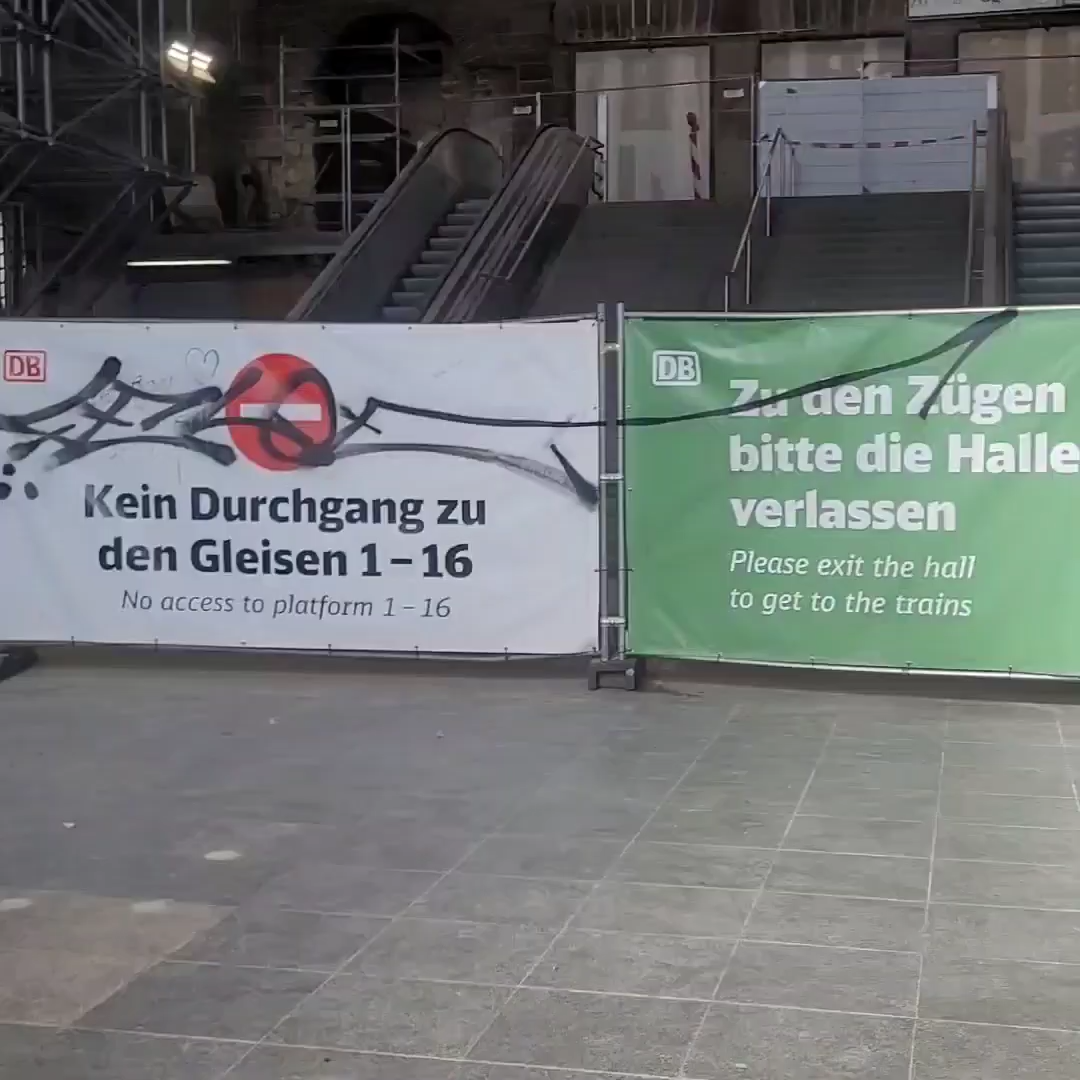 DB
Kein Durchgang zu
den Gleisen 1 – 16
No access to platform 1 – 16
DB
Zu den Zügen
bitte die Halle
verlassen
Please exit the hall
to get to the trains